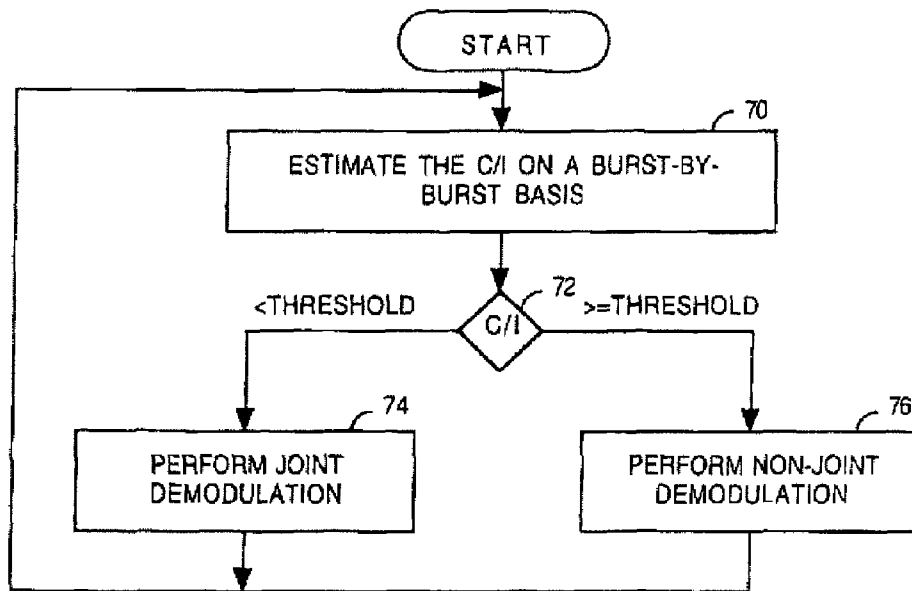 START
70
ESTIMATE THE C/I ON A BURST-BY-
BURST BASIS
72
<THRESHOLD
C/I
>=THRESHOLD
74
76
PERFORM JOINT
DEMODULATION
PERFORM NON-JOINT
DEMODULATION